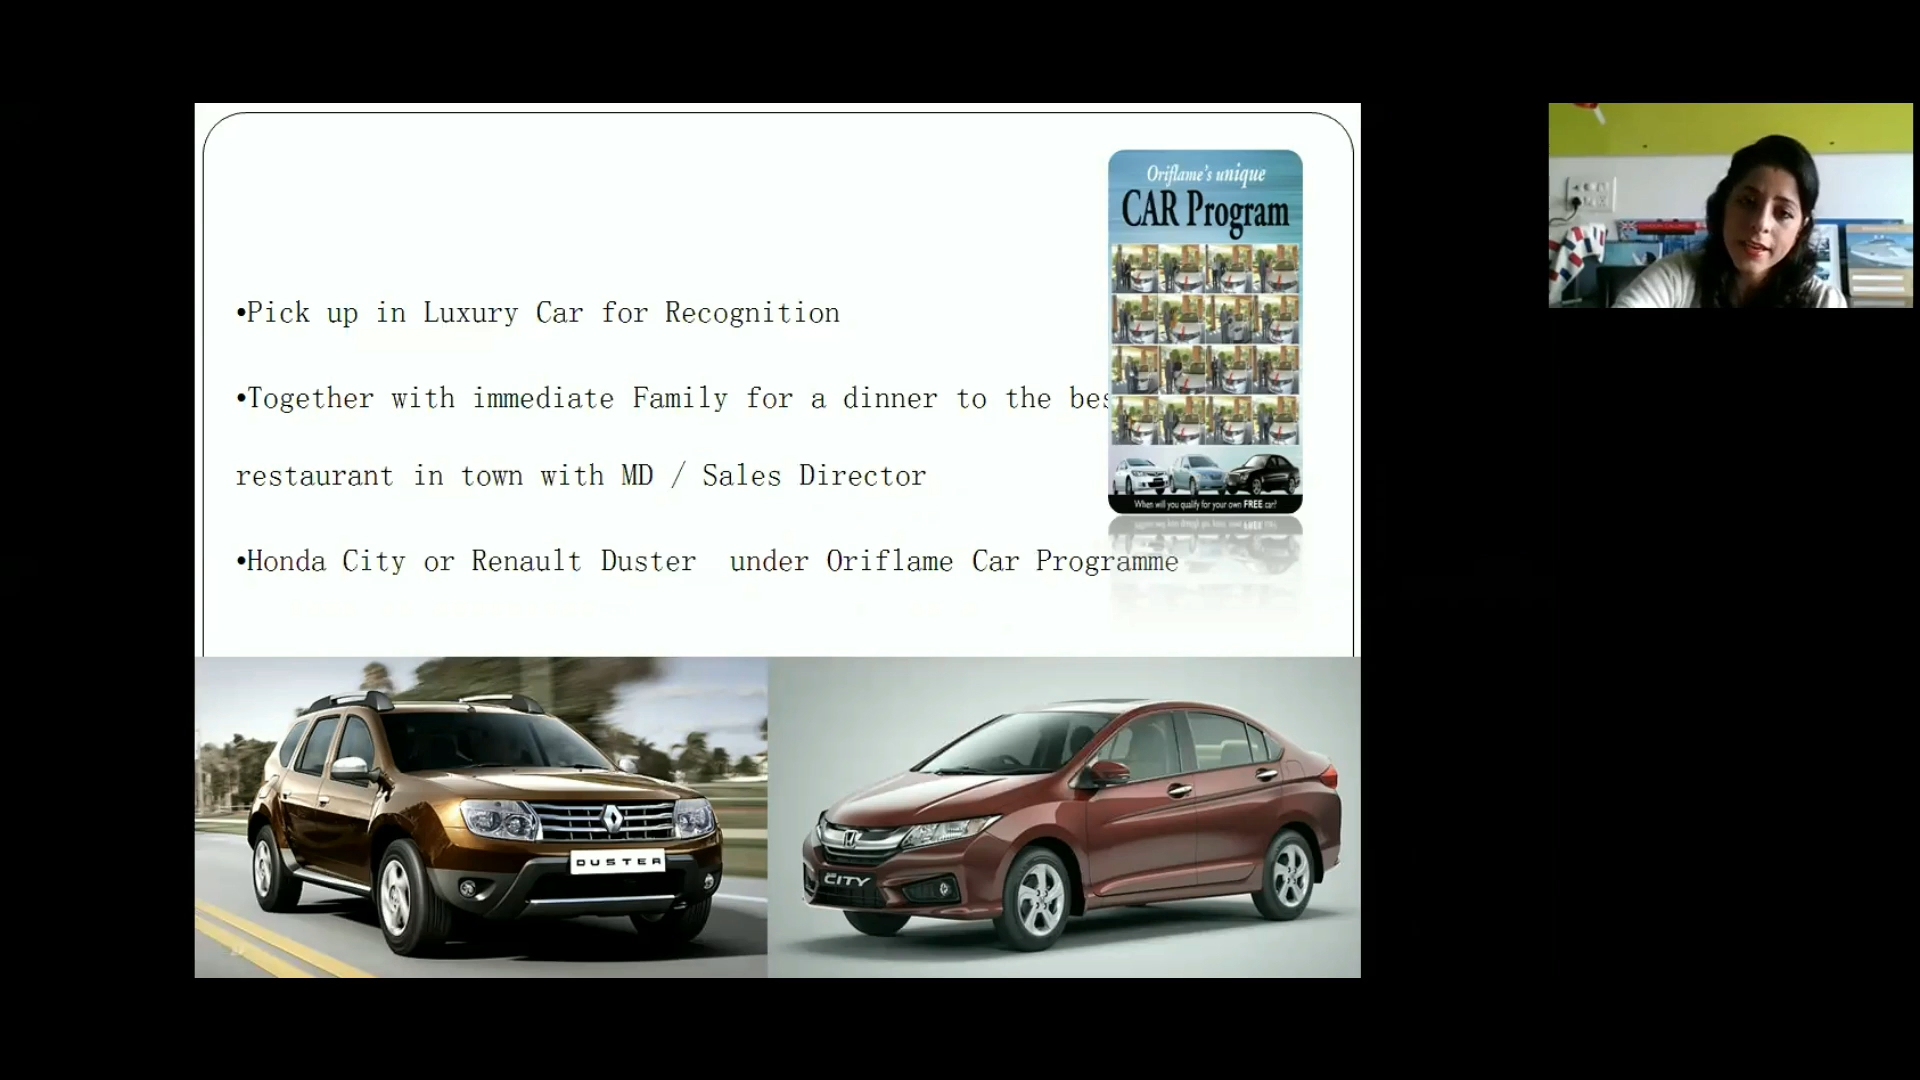 Oriflame's unique
CAR Program
•Pick up in Luxury Car for Recognition
•Together with immediate Family for a dinner to the bes
restaurant in town with MD / Sales Director
When will you qualify for your own FREE car?
•Honda City or Renault Duster under Oriflame Car Programme
DUSTER
CITY